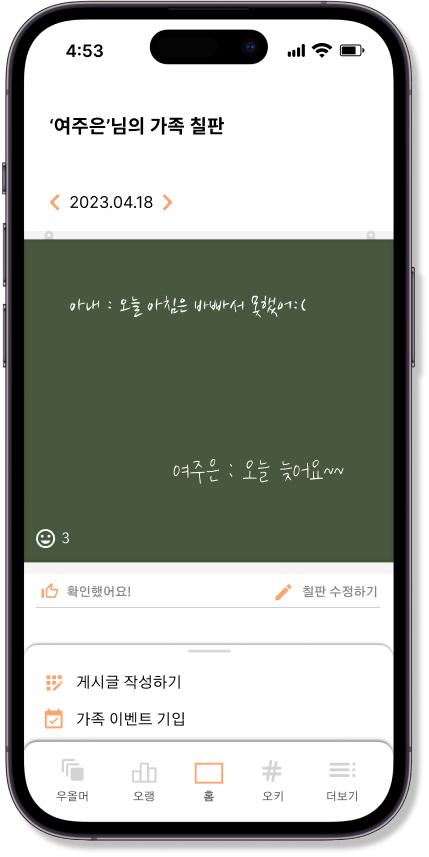 4:53
‘여주은’님의 가족 칠판
2023.04.18
아내 : 오늘 아침은 바빠서 못했어:(
여주은 : 오늘 늦어요~~
3
확인했어요!
칠판 수정하기
게시글 작성하기
가족 이벤트 기입
우올머
오랭
홈
오키
더보기